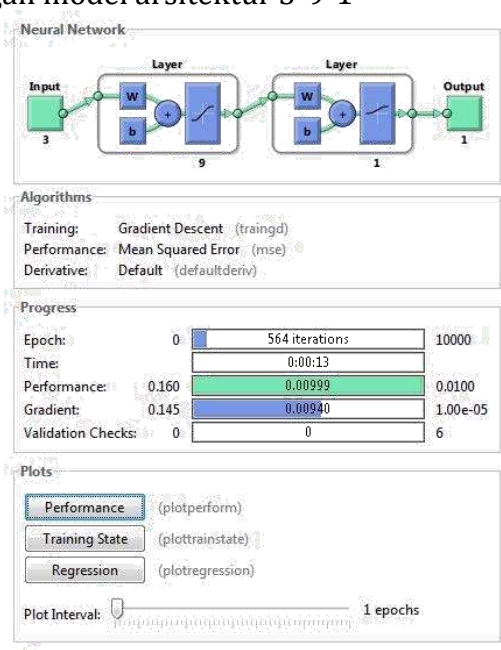 model arsitektur 3-9-1
Neural Network
Layer Layer
Input Output
W W
b b
3 9 1 1
Algorithms
Training: Gradient Descent (traingd)
Performance: Mean Squared Error (mse)
Derivative: Default (defaultderiv)
Progress
Epoch: 0 564 iterations 10000
Time: 0:00:13
Performance: 0.160 0.00999 0.0100
Gradient: 0.145 0.00940 1.00e-05
Validation Checks: 0 0 6
Plots
Performance (plotperform)
Training State (plottrainstate)
Regression (plotregression)
Plot Interval: 1 epochs